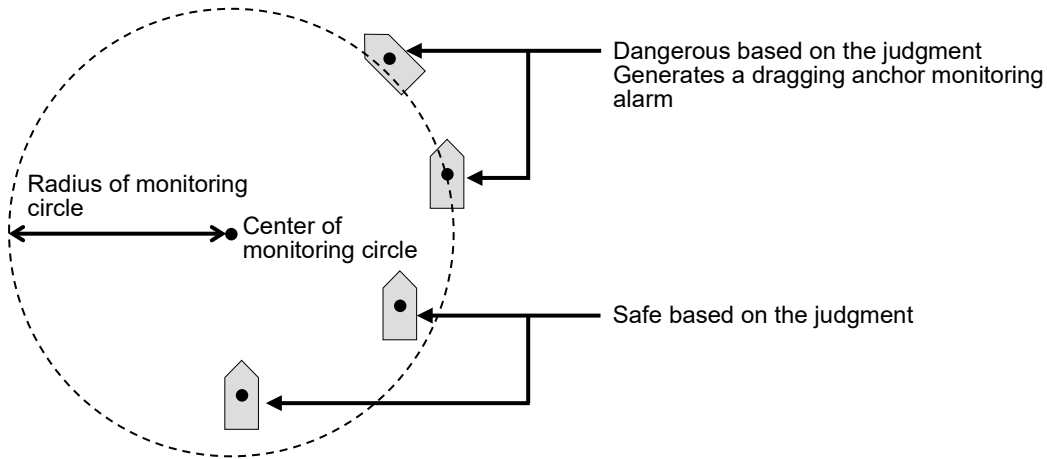 Dangerous based on the judgment
Generates a dragging anchor monitoring
alarm
Radius of monitoring
circle
Center of
monitoring circle
Safe based on the judgment